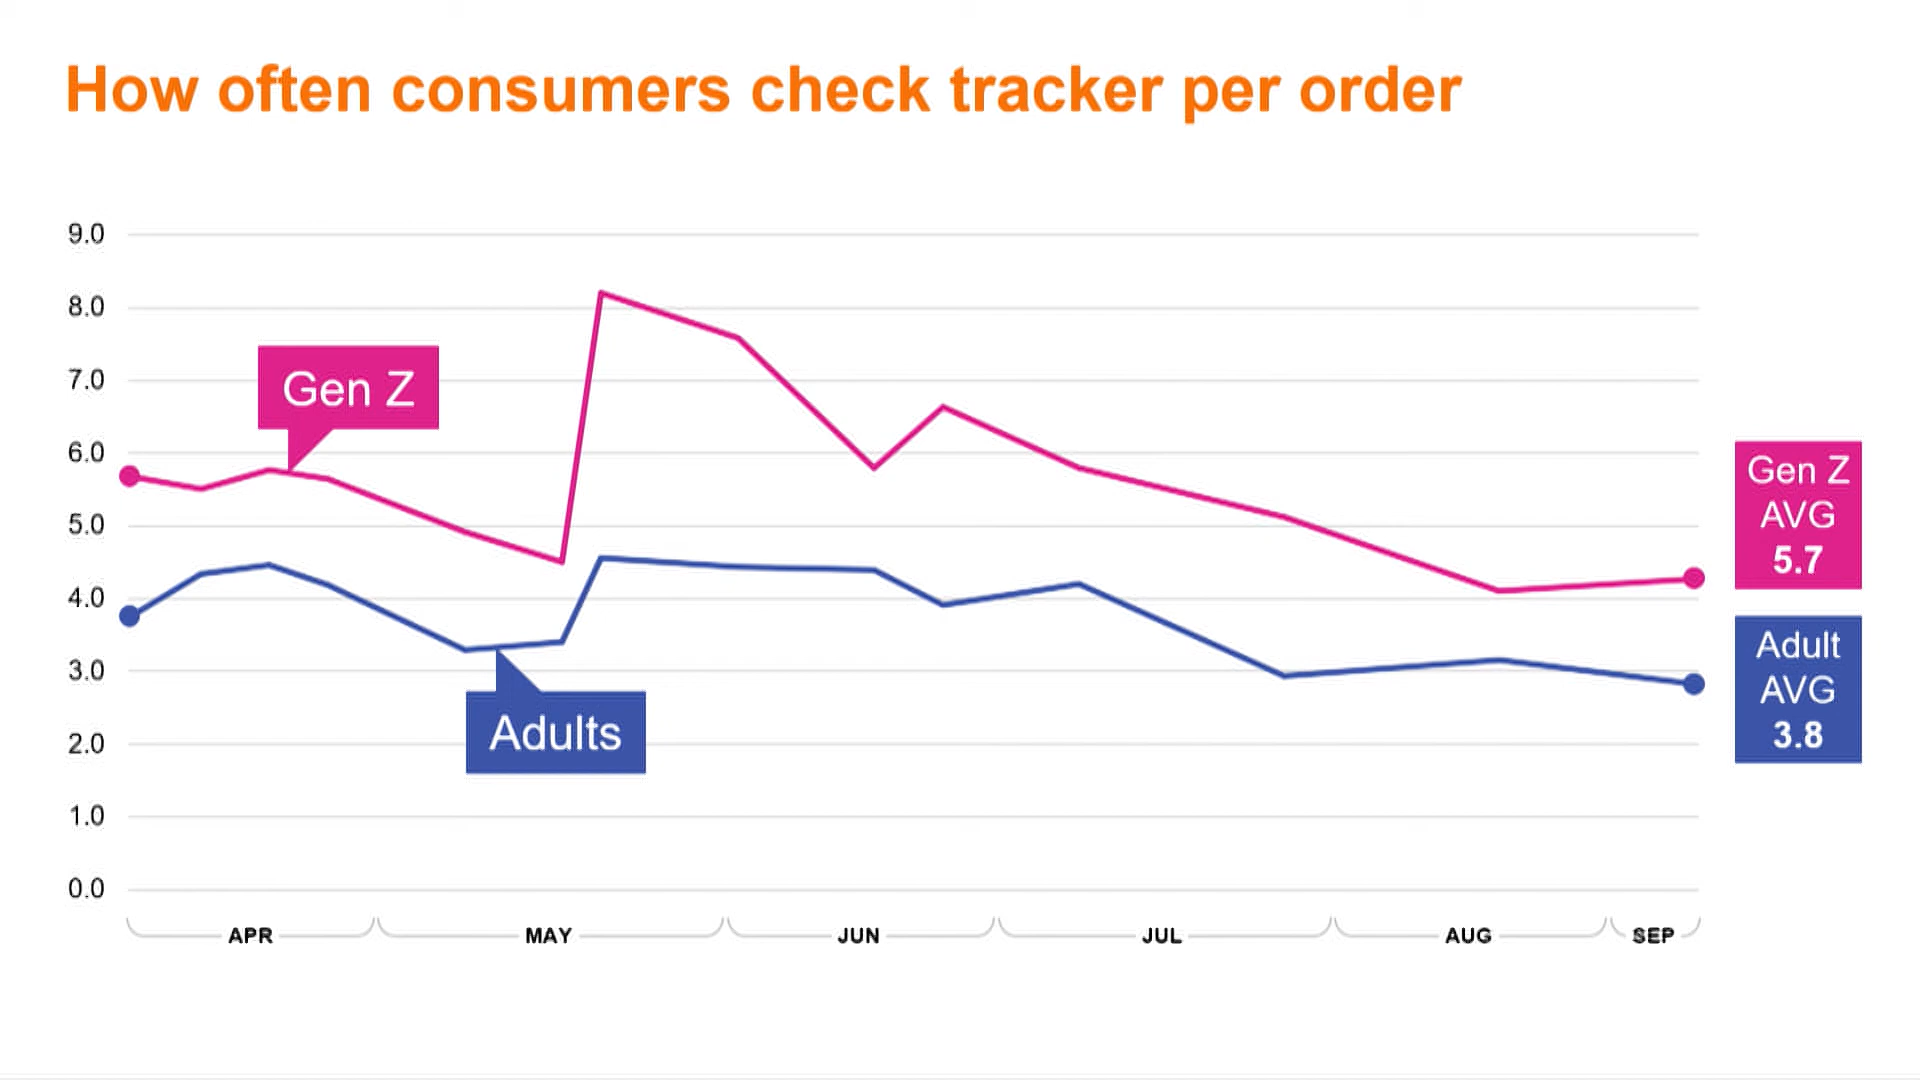 How often consumers check tracker per order
9.0
8.0
7.0
6.0
5.0
4.0
3.0
2.0
1.0
0.0
Gen Z
Adults
Gen Z
AVG
5.7
Adult
AVG
3.8
APR MAY JUN JUL AUG SEP